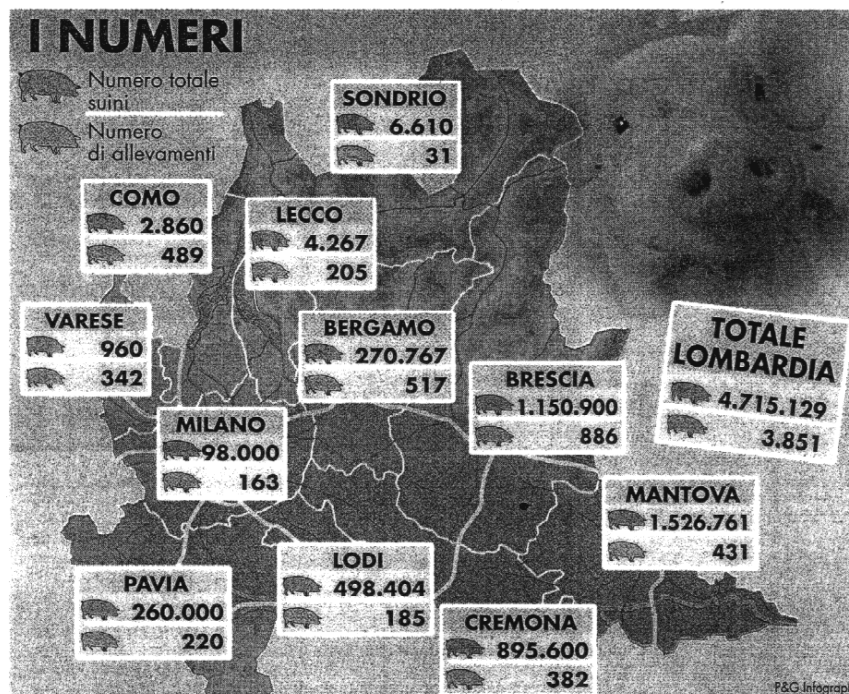 I NUMERI
Numero totale
suini
Numero
di allevamenti
SONDRIO
6.610
31
COMO
2.860
489
LECCO
4.267
205
VARESE
960
342
BERGAMO
270.767
517
BRESCIA
1.150.900
886
TOTALE
LOMBARDIA
4.715.129
3.851
MILANO
98.000
163
MANTOVA
1.526.761
431
PAVIA
260.000
220
LODI
498.404
185
CREMONA
895.600
382
P&G Infograph